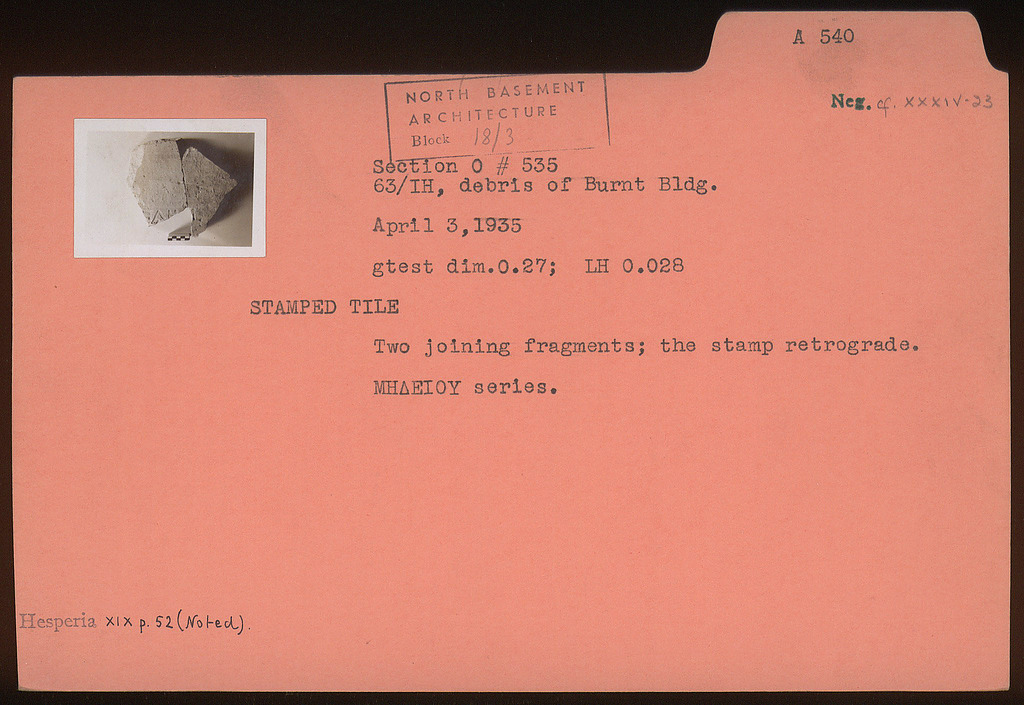 A 540
Neg. cf. XXXIV-23
NORTH BASEMENT
ARCHITECTURE
Block 18/3
Section O # 535
63/IH, debris of Burnt Bldg.
April 3,1935
gtest dim.0.27; LH 0.028
STAMPED TILE
Two joining fragments; the stamp retrograde.
ΜΗΔΕΙΟΥ series.
Hesperia XIX p. 52 (Noted).